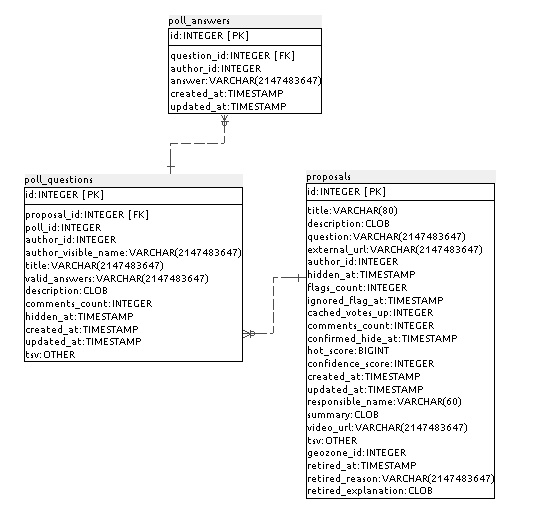 poll_answers
id:INTEGER [PK]
question_id:INTEGER [FK]
author_id:INTEGER
answer:VARCHAR(2147483647)
created_at:TIMESTAMP
updated_at:TIMESTAMP
poll_questions
id:INTEGER [PK]
proposal_id:INTEGER [FK]
poll_id:INTEGER
author_id:INTEGER
author_visible_name:VARCHAR(2147483647)
title:VARCHAR(2147483647)
valid_answers:VARCHAR(2147483647)
description:CLOB
comments_count:INTEGER
hidden_at:TIMESTAMP
created_at:TIMESTAMP
updated_at:TIMESTAMP
tsv:OTHER
proposals
id:INTEGER [PK]
title:VARCHAR(80)
description:CLOB
question:VARCHAR(2147483647)
external_url:VARCHAR(2147483647)
author_id:INTEGER
hidden_at:TIMESTAMP
flags_count:INTEGER
ignored_flag_at:TIMESTAMP
cached_votes_up:INTEGER
comments_count:INTEGER
confirmed_hide_at:TIMESTAMP
hot_score:BIGINT
confidence_score:INTEGER
created_at:TIMESTAMP
updated_at:TIMESTAMP
responsible_name:VARCHAR(60)
summary:CLOB
video_url:VARCHAR(2147483647)
tsv:OTHER
geozone_id:INTEGER
retired_at:TIMESTAMP
retired_reason:VARCHAR(2147483647)
retired_explanation:CLOB